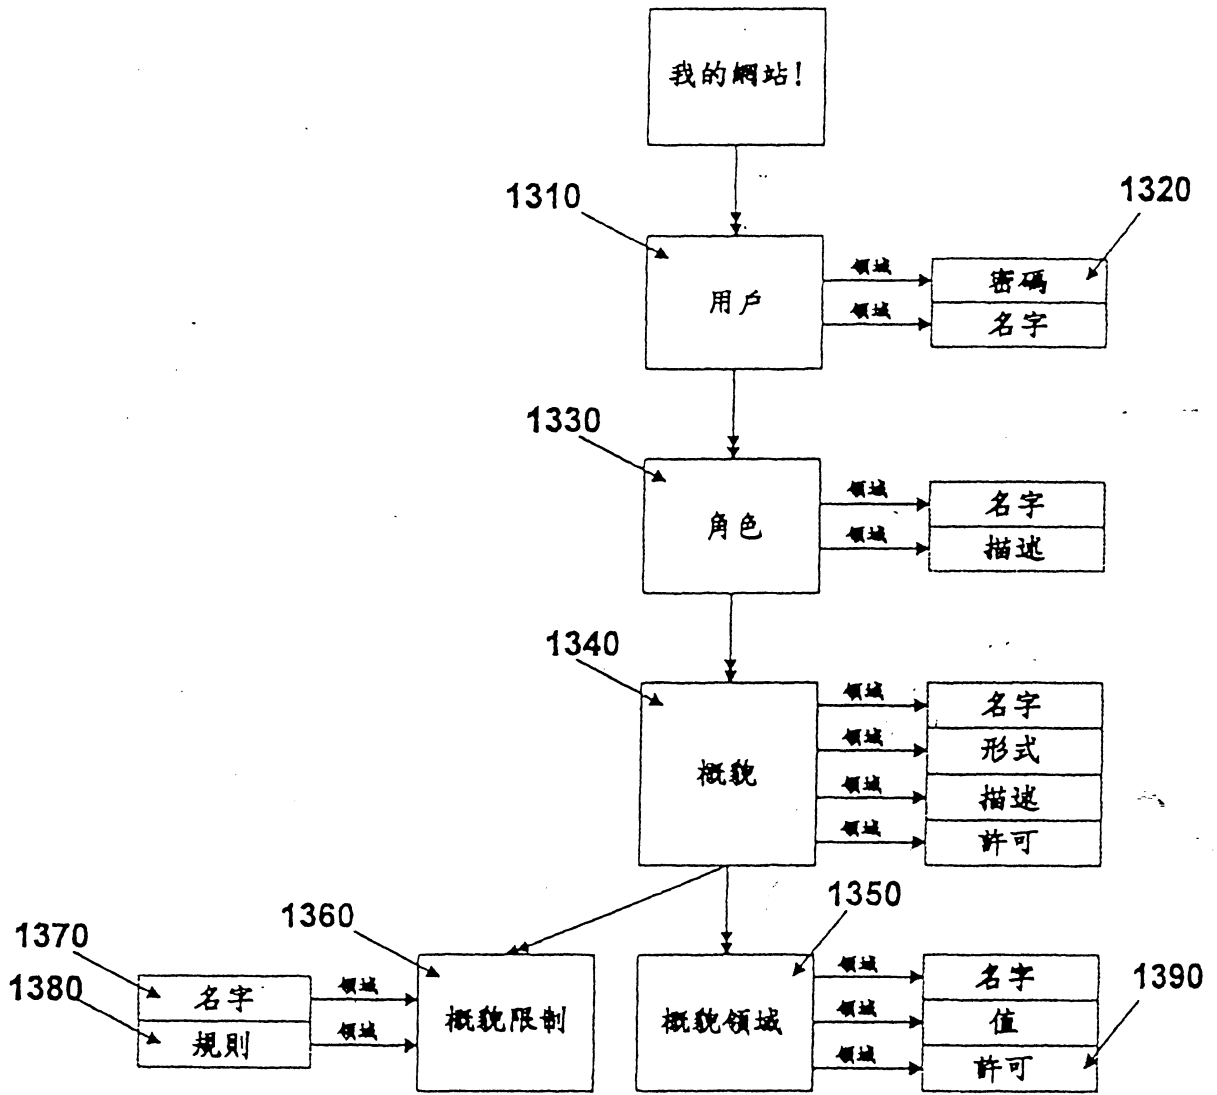 我的網站!
1310
1320
用戶
領域
密碼
領域
名字
1330
角色
領域
名字
領域
描述
1340
概貌
領域
名字
領域
形式
領域
描述
領域
許可
1360
1350
1370
1380
1390
名字
領域
規則
領域
概貌限制
概貌領域
領域
名字
領域
值
領域
許可